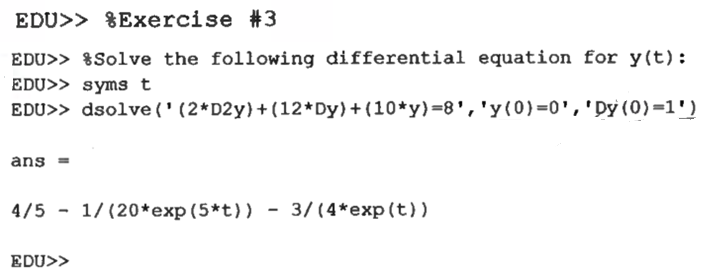 EDU>> %Exercise #3
EDU>> %Solve the following differential equation for y(t):
EDU>> syms t
EDU>> dsolve('(2*D2y)+(12*Dy)+(10*y)=8','y(0)=0','Dy(0)=1')
ans =
4/5 - 1/(20*exp(5*t)) - 3/(4*exp(t))
EDU>>